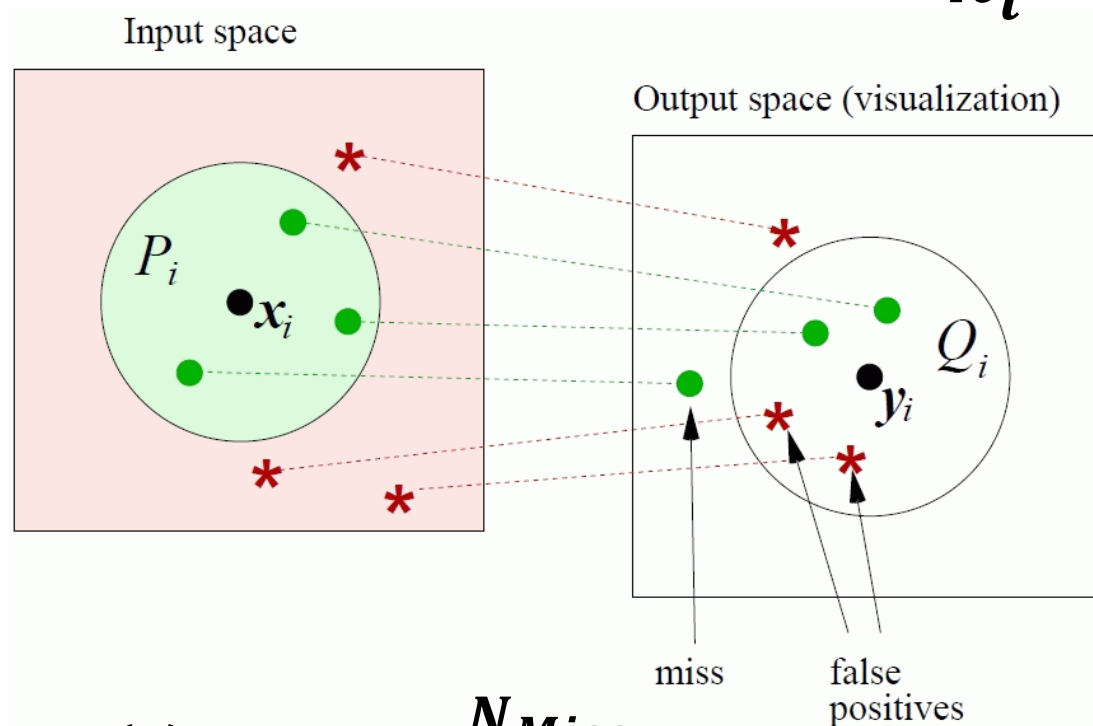 Input space
Output space (visualization)
P_i
x_i
Q_i
y_i
miss
false
positives